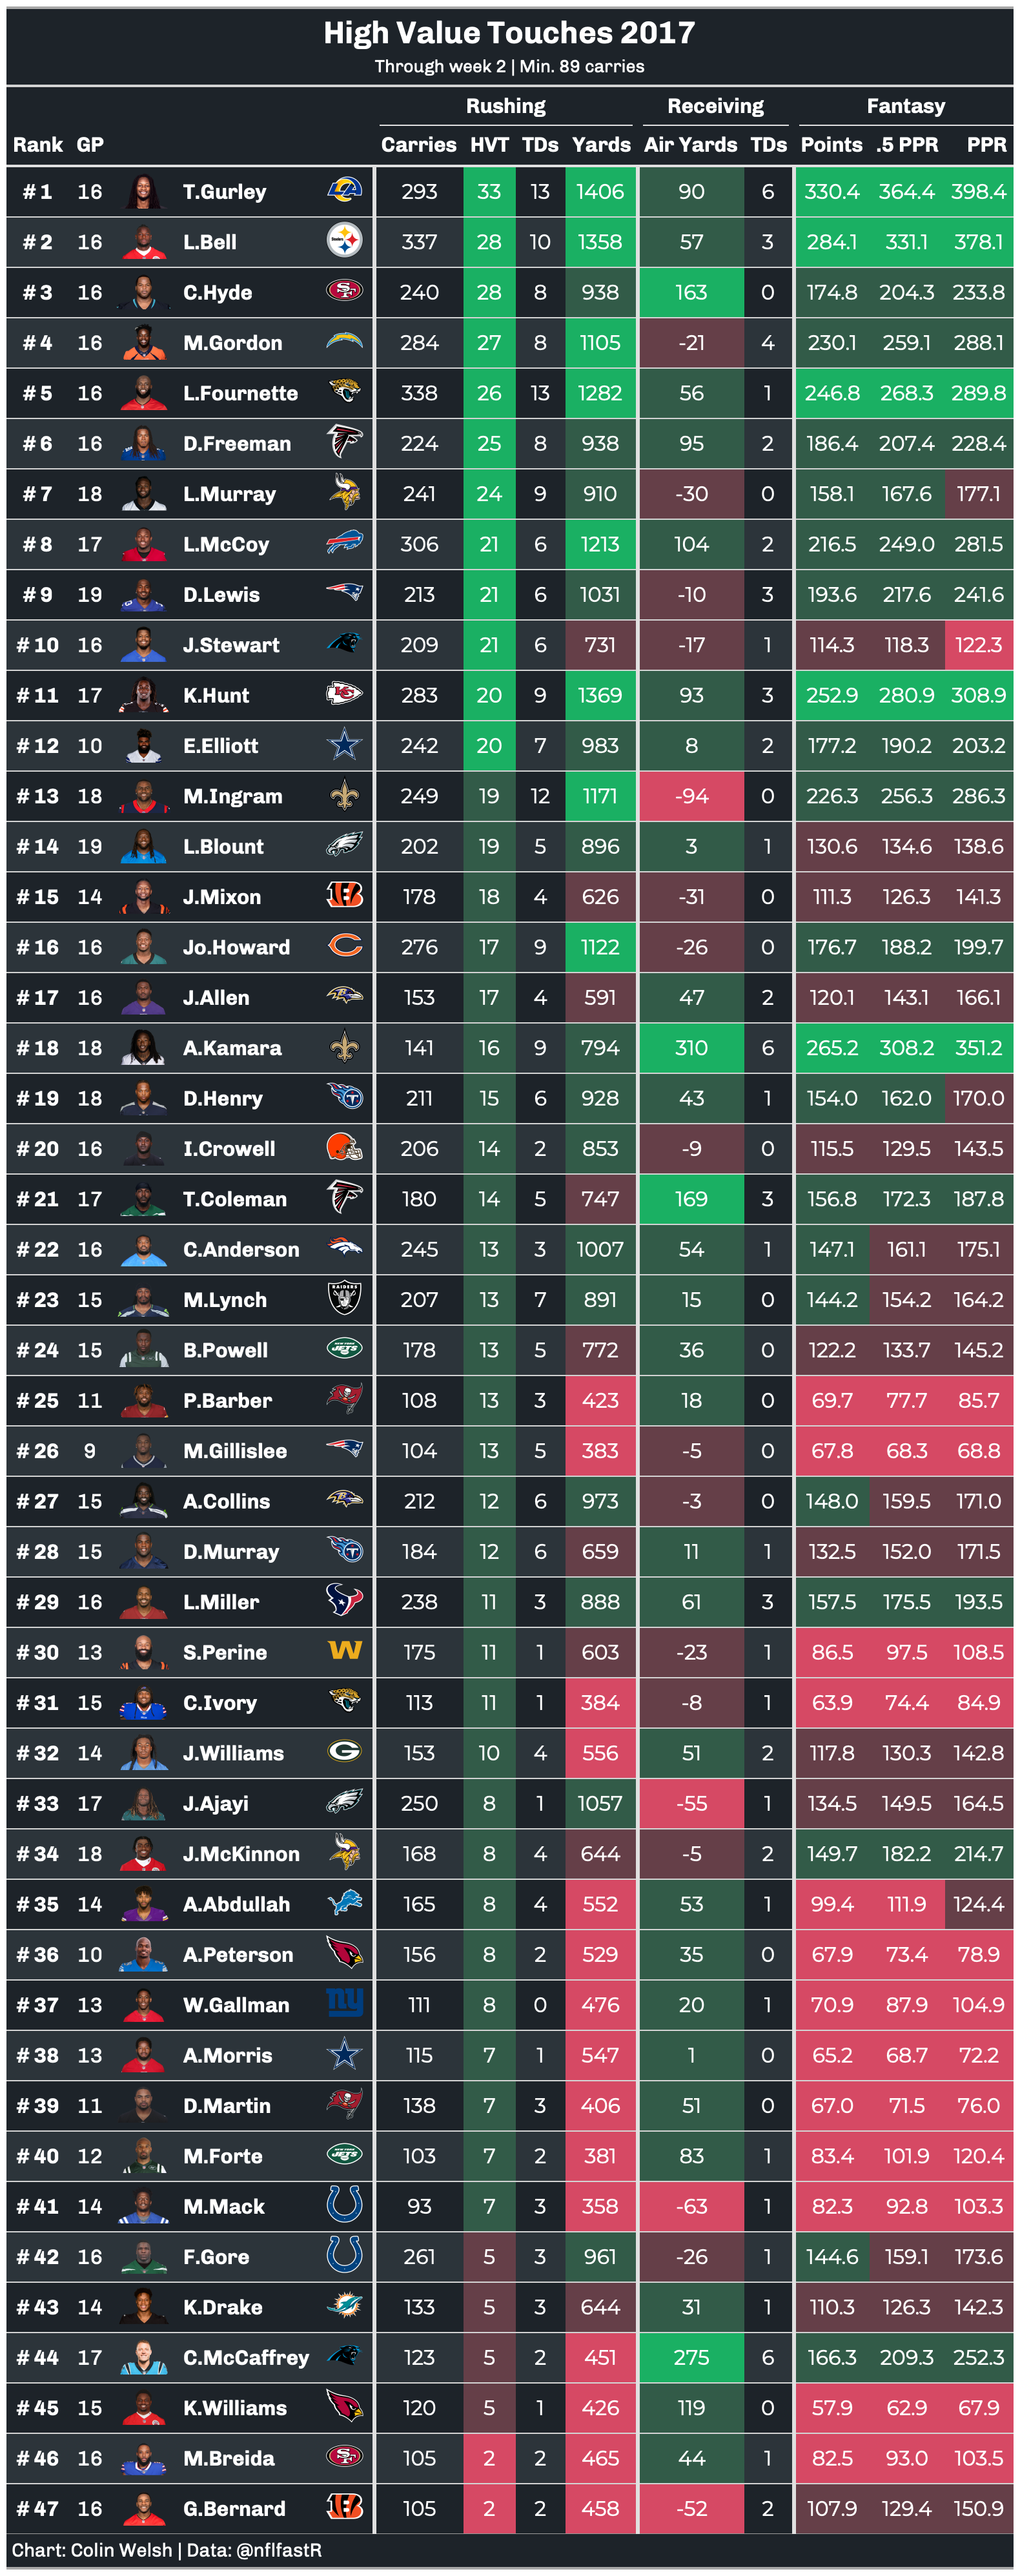 High Value Touches 2017
Through week 2 | Min. 89 carries
Rushing Receiving Fantasy
Rank GP Carries HVT TDs Yards Air Yards TDs Points .5 PPR PPR
# 1 16 T.Gurley 293 33 13 1406 90 6 330.4 364.4 398.4
# 2 16 L.Bell 337 28 10 1358 57 3 284.1 331.1 378.1
# 3 16 C.Hyde 240 28 8 938 163 0 174.8 204.3 233.8
# 4 16 M.Gordon 284 27 8 1105 -21 4 230.1 259.1 288.1
# 5 16 L.Fournette 338 26 13 1282 56 1 246.8 268.3 289.8
# 6 16 D.Freeman 224 25 8 938 95 2 186.4 207.4 228.4
# 7 18 L.Murray 241 24 9 910 -30 0 158.1 167.6 177.1
# 8 17 L.McCoy 306 21 6 1213 104 2 216.5 249.0 281.5
# 9 19 D.Lewis 213 21 6 1031 -10 3 193.6 217.6 241.6
# 10 16 J.Stewart 209 21 6 731 -17 1 114.3 118.3 122.3
# 11 17 K.Hunt 283 20 9 1369 93 3 252.9 280.9 308.9
# 12 10 E.Elliott 242 20 7 983 8 2 177.2 190.2 203.2
# 13 18 M.Ingram 249 19 12 1171 -94 0 226.3 256.3 286.3
# 14 19 L.Blount 202 19 5 896 3 1 130.6 134.6 138.6
# 15 14 J.Mixon 178 18 4 626 -31 0 111.3 126.3 141.3
# 16 16 Jo.Howard 276 17 9 1122 -26 0 176.7 188.2 199.7
# 17 16 J.Allen 153 17 4 591 47 2 120.1 143.1 166.1
# 18 18 A.Kamara 141 16 9 794 310 6 265.2 308.2 351.2
# 19 18 D.Henry 211 15 6 928 43 1 154.0 162.0 170.0
# 20 16 I.Crowell 206 14 2 853 -9 0 115.5 129.5 143.5
# 21 17 T.Coleman 180 14 5 747 169 3 156.8 172.3 187.8
# 22 16 C.Anderson 245 13 3 1007 54 1 147.1 161.1 175.1
# 23 15 M.Lynch 207 13 7 891 15 0 144.2 154.2 164.2
# 24 15 B.Powell 178 13 5 772 36 0 122.2 133.7 145.2
# 25 11 P.Barber 108 13 3 423 18 0 69.7 77.7 85.7
# 26 9 M.Gillislee 104 13 5 383 -5 0 67.8 68.3 68.8
# 27 15 A.Collins 212 12 6 973 -3 0 148.0 159.5 171.0
# 28 15 D.Murray 184 12 6 659 11 1 132.5 152.0 171.5
# 29 16 L.Miller 238 11 3 888 61 3 157.5 175.5 193.5
# 30 13 S.Perine 175 11 1 603 -23 1 86.5 97.5 108.5
# 31 15 C.Ivory 113 11 1 384 -8 1 63.9 74.4 84.9
# 32 14 J.Williams 153 10 4 556 51 2 117.8 130.3 142.8
# 33 17 J.Ajayi 250 8 1 1057 -55 1 134.5 149.5 164.5
# 34 18 J.McKinnon 168 8 4 644 -5 2 149.7 182.2 214.7
# 35 14 A.Abdullah 165 8 4 552 53 1 99.4 111.9 124.4
# 36 10 A.Peterson 156 8 2 529 35 0 67.9 73.4 78.9
# 37 13 W.Gallman 111 8 0 476 20 1 70.9 87.9 104.9
# 38 13 A.Morris 115 7 1 547 1 0 65.2 68.7 72.2
# 39 11 D.Martin 138 7 3 406 51 0 67.0 71.5 76.0
# 40 12 M.Forte 103 7 2 381 83 1 83.4 101.9 120.4
# 41 14 M.Mack 93 7 3 358 -63 1 82.3 92.8 103.3
# 42 16 F.Gore 261 5 3 961 -26 1 144.6 159.1 173.6
# 43 14 K.Drake 133 5 3 644 31 1 110.3 126.3 142.3
# 44 17 C.McCaffrey 123 5 2 451 275 6 166.3 209.3 252.3
# 45 15 K.Williams 120 5 1 426 119 0 57.9 62.9 67.9
# 46 16 M.Breida 105 2 2 465 44 1 82.5 93.0 103.5
# 47 16 G.Bernard 105 2 2 458 -52 2 107.9 129.4 150.9
Chart: Colin Welsh | Data: @nflfastR